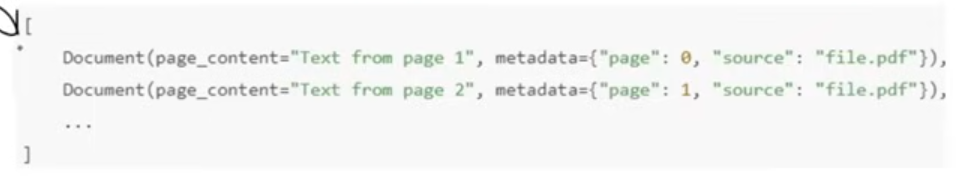 [
Document(page_content="Text from page 1", metadata={"page": 0, "source": "file.pdf"}),
Document(page_content="Text from page 2", metadata={"page": 1, "source": "file.pdf"}),
...
]